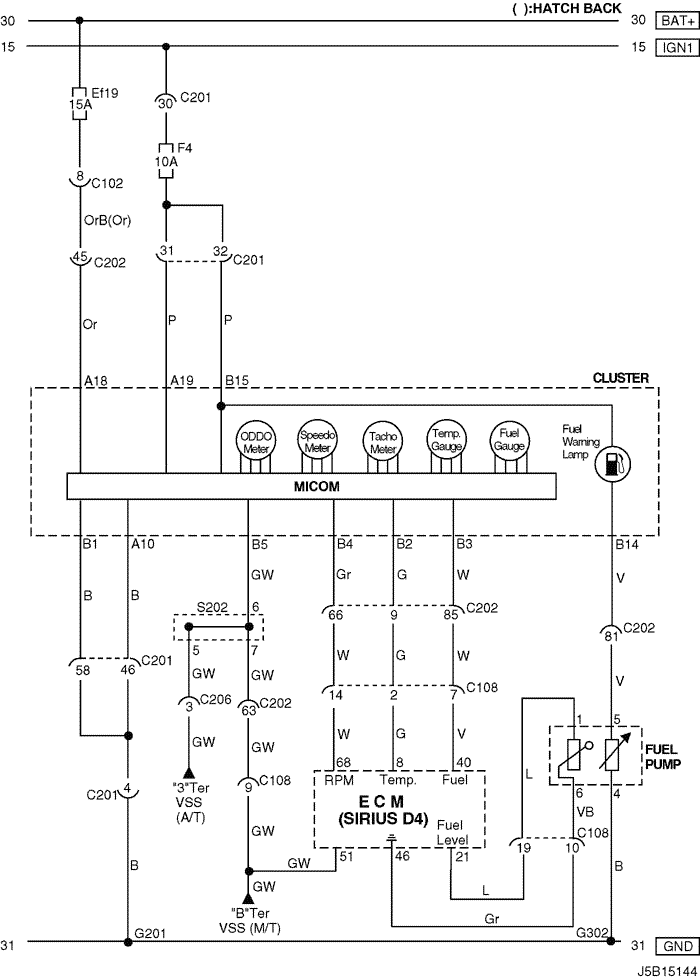 ( ):HATCH BACK
30 30 BAT+
15 15 IGN1
Ef19
15A
C201
30
F4
10A
8
C102
OrB(Or)
31 32
45
C202
C201
Or P P
A18 A19 B15
CLUSTER
ODDO
Meter
Speedo
Meter
Tacho
Meter
Temp.
Gauge
Fuel
Gauge
Fuel
Warning
Lamp
MICOM
B1 A10 B5 B4 B2 B3 B14
GW Gr G W V
B B
S202 6
66 9 85 C202
C202
81
5 7
W G W
C201
58 46
GW GW
V
14 2 7 C108
3 C206
63 C202
1 5
W G V
GW GW
FUEL
PUMP
68 8 40
RPM Temp. Fuel
L
"3"Ter
VSS
(A/T)
9 C108
4
C201
6 4
E C M
(SIRIUS D4)
VB
Fuel
Level
GW
C108
19 10
51 46 21
GW
B B
GW
L
"B"Ter
VSS (M/T)
Gr
G201 G302
31 31 GND
J5B15144